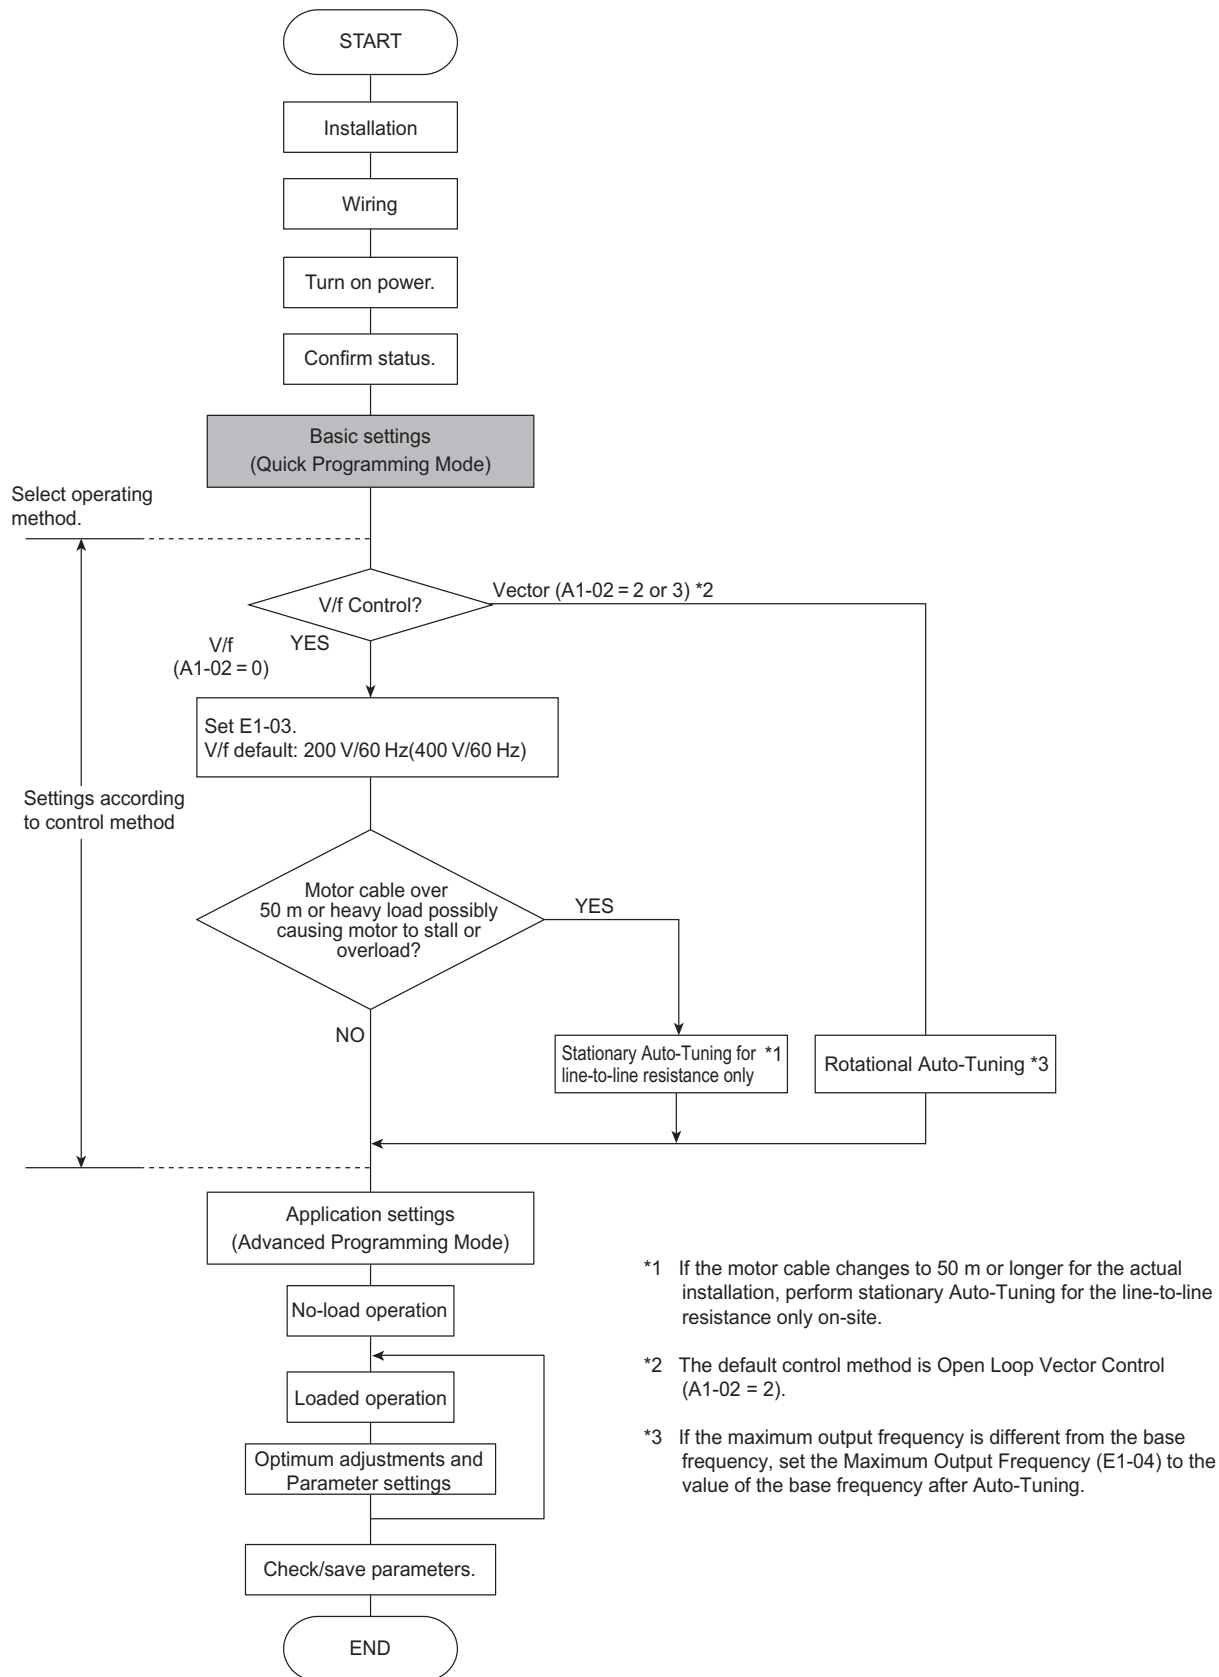 START
Installation
Wiring
Turn on power.
Confirm status.
Basic settings
(Quick Programming Mode)
Select operating
method.
V/f Control?
Vector (A1-02 = 2 or 3) *2
YES
V/f
(A1-02 = 0)
Set E1-03.
V/f default: 200 V/60 Hz(400 V/60 Hz)
Settings according
to control method
Motor cable over
50 m or heavy load possibly
causing motor to stall or
overload?
YES
NO
Stationary Auto-Tuning for *1
line-to-line resistance only
Rotational Auto-Tuning *3
Application settings
(Advanced Programming Mode)
No-load operation
Loaded operation
Optimum adjustments and
Parameter settings
Check/save parameters.
END
*1 If the motor cable changes to 50 m or longer for the actual
installation, perform stationary Auto-Tuning for the line-to-line
resistance only on-site.
*2 The default control method is Open Loop Vector Control
(A1-02 = 2).
*3 If the maximum output frequency is different from the base
frequency, set the Maximum Output Frequency (E1-04) to the
value of the base frequency after Auto-Tuning.